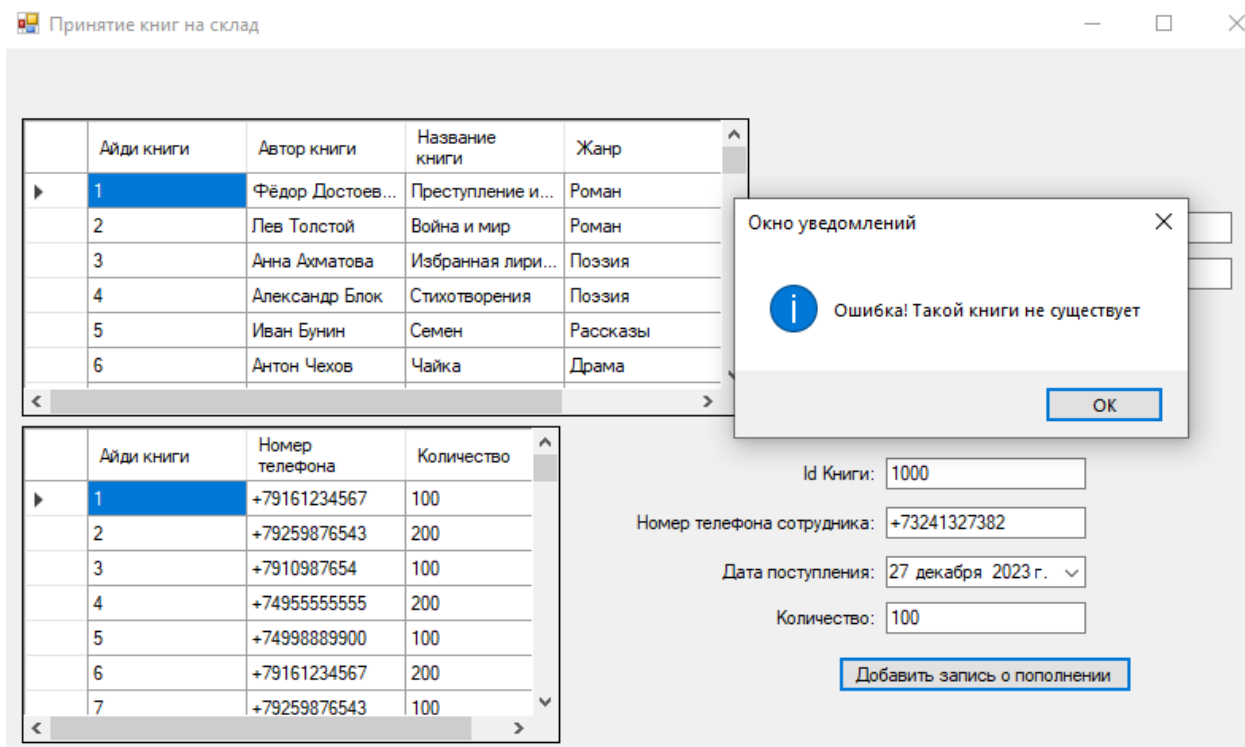 Принятие книг на склад
Айди книги Автор книги Название книги Жанр
1 Фёдор Достоев... Преступление и... Роман
2 Лев Толстой Война и мир Роман
3 Анна Ахматова Избранная лири... Поэзия
4 Александр Блок Стихотворения Поэзия
5 Иван Бунин Семен Рассказы
6 Антон Чехов Чайка Драма
Окно уведомлений
Ошибка! Такой книги не существует
OK
Айди книги Номер телефона Количество
1 +79161234567 100
2 +79259876543 200
3 +7910987654 100
4 +74955555555 200
5 +74998889900 100
6 +79161234567 200
7 +79259876543 100
Id Книги: 1000
Номер телефона сотрудника: +73241327382
Дата поступления: 27 декабря 2023 г.
Количество: 100
Добавить запись о пополнении